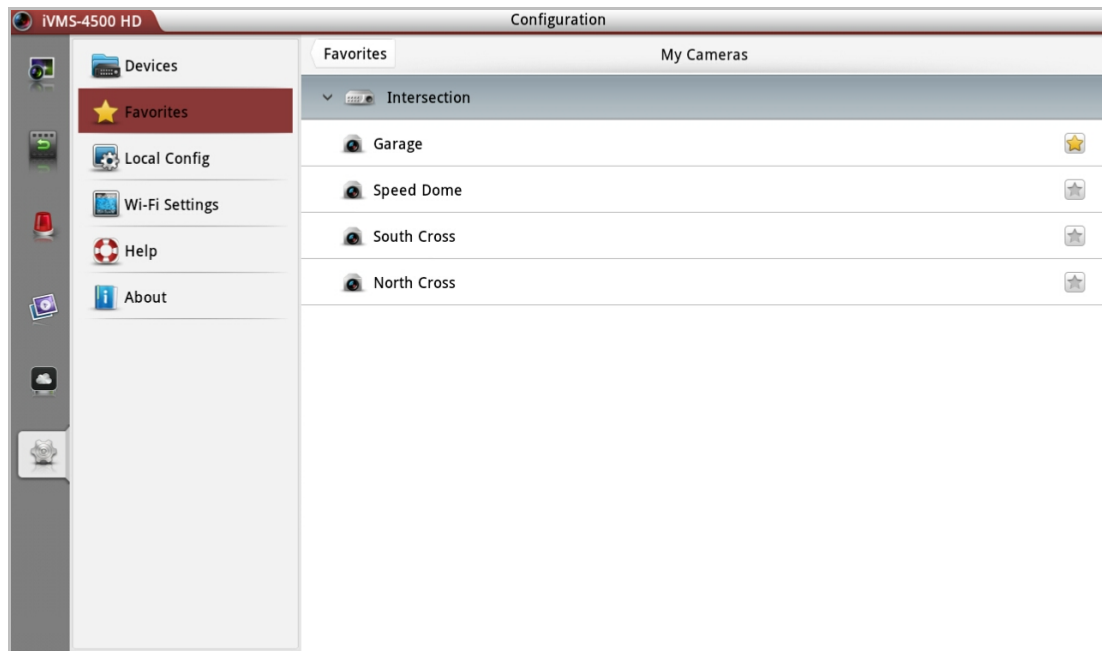 iVMS-4500 HD
Configuration
Devices
Favorites
Local Config
Wi-Fi Settings
Help
About
Favorites
My Cameras
Intersection
Garage
Speed Dome
South Cross
North Cross